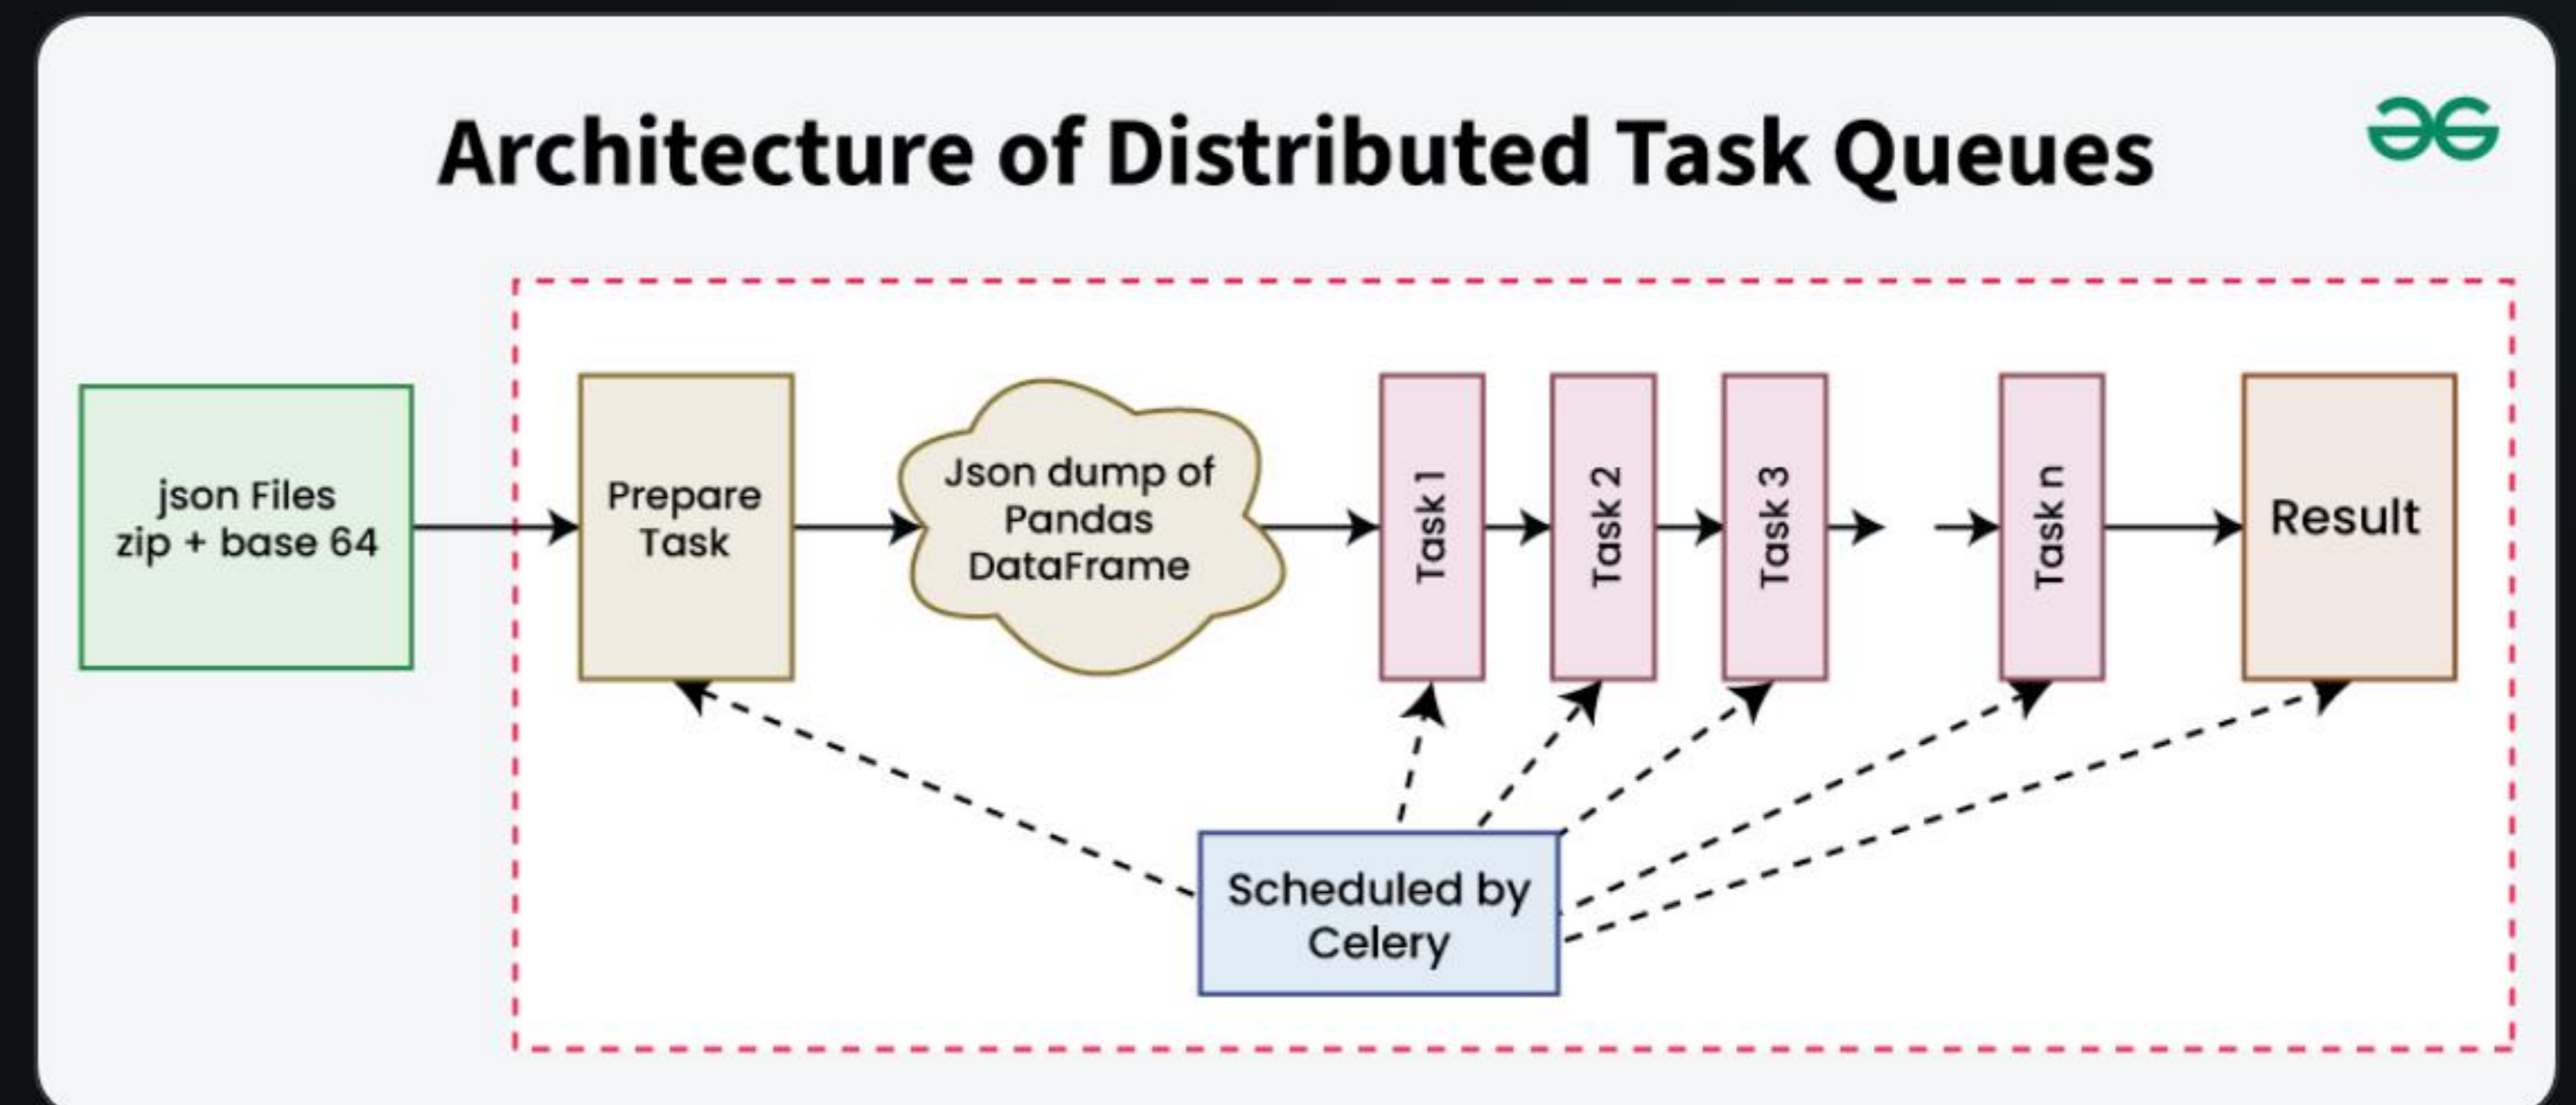 Architecture of Distributed Task Queues
json Files
zip + base 64
Prepare
Task
Json dump of
Pandas
DataFrame
Task 1
Task 2
Task 3
Task n
Result
Scheduled by
Celery